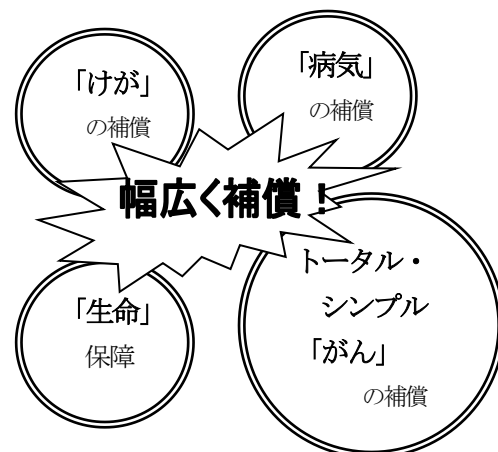 「けが」
の補償
「病気」
の補償
幅広く補償！
「生命」
保障
トータル・
シンプル
「がん」
の補償